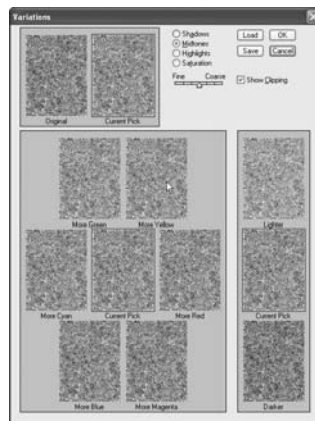 Variations
Original
Current Pick
Shadows
Midtones
Highlights
Saturation
Fine
Coarse
Load
OK
Save
Cancel
Show Clipping
More Green
More Yellow
More Cyan
Current Pick
More Red
More Blue
More Magenta
Lighter
Current Pick
Darker